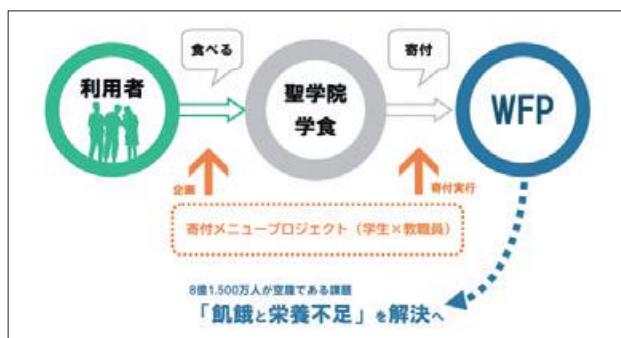 食べる
寄付
利用者
聖学院
学食
WFP
企画
寄付実行
寄付メニュープロジェクト（学生×教職員）
8億1.500万人が空腹である課題
「飢餓と栄養不足」を解決へ